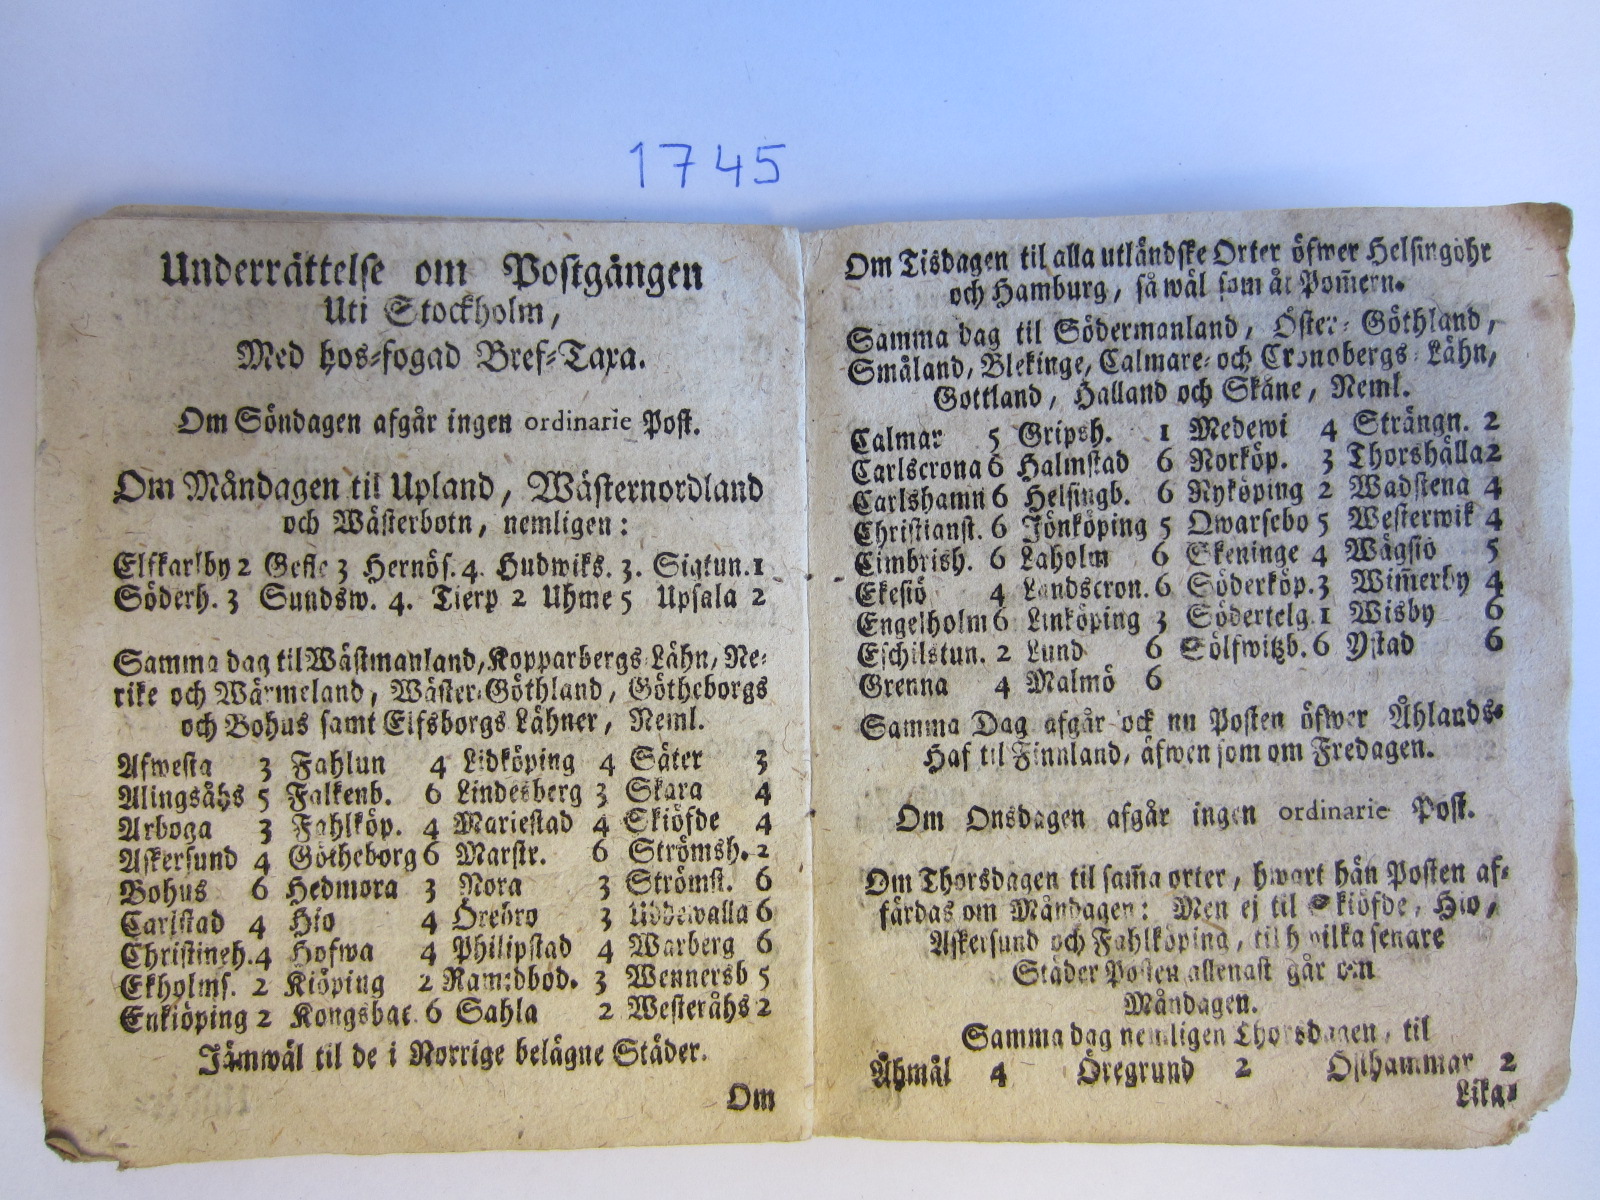 1745
Underrättelse om Postgången
Uti Stockholm,
Med hos-fogad Bref-Taxa.
Om Söndagen afgår ingen ordinarie Post.
Om Måndagen til Upland, Wästernordland
och Wästerbotn, nemligen:
Elfkarlby 2 Gefle 3 Hernös. 4. Hudwiks. 3. Sigtun. 1
Söderh. 3 Sundsw. 4. Tierp 2 Uhme 5 Upsala 2
Samma dag til Wästmanland, Kopparbergs Lähn, Ne-
rike och Wärmeland, Wäster-Göthland, Götheborgs
och Bohus samt Elfsborgs Lähner, Neml.
Afwesta 3 Fahlun 4 Lidköping 4 Säter 3
Alingsåhs 5 Falkenb. 6 Lindesberg 3 Skara 4
Arboga 3 Fahlköp. 4 Mariestad 4 Skiöfde 4
Askersund 4 Götheborg 6 Marstr. 6 Strömsh. 2
Bohus 6 Hedmora 3 Nora 3 Strömst. 6
Carlstad 4 Hio 4 Örebro 3 Uddewalla 6
Christineh. 4 Hofwa 4 Philipstad 4 Warberg 6
Ekholms. 2 Kiöping 2 Ramsdbod. 3 Wennersb 5
Enkiöping 2 Kongsbac. 6 Sahla 2 Westeråhs 2
Jämwäl til de i Norrige belägne Städer.
Om
Om Tisdagen til alla utländske Orter öfwer Helsingöhr
och Hamburg, så wäl som åt Pom̃ern.
Samma dag til Södermanland, Öster-Göthland,
Småland, Blekinge, Calmare- och Cronobergs-Lähn,
Gottland, Halland och Skåne, Neml.
Calmar 5 Gripsh. 1 Medewi 4 Strängn. 2
Carlscrona 6 Halmstad 6 Norköp. 3 Thorshälla 2
Carlshamn 6 Helsingb. 6 Nyköping 2 Wadstena 4
Christianst. 6 Jönköping 5 Qwarsebo 5 Westerwik 4
Cimbrish. 6 Laholm 6 Skeninge 4 Wägsiö 5
Ekesiö 4 Landscron. 6 Söderköp. 3 Wim̃erby 4
Engelholm 6 Linköping 3 Södertelg. 1 Wisby 6
Eschilstun. 2 Lund 6 Sölfwitzb. 6 Ystad 6
Grenna 4 Malmö 6
Samma Dag afgår ock nu Posten öfwer Åhlands-
Haf til Finnland, äfwen som om Fredagen.
Om Onsdagen afgår ingen ordinarie Post.
Om Thorsdagen til sam̃a orter, hwart hän Posten af-
färdas om Måndagen: Men ej til Skiöfde, Hio,
Askersund och Fahlköping, til hwilka senare
Städer Posten allenast går om
Måndagen.
Samma dag nemligen Thorsdagen, til
Åhmål 4 Öregrund 2 Östhammar 2
Lika-